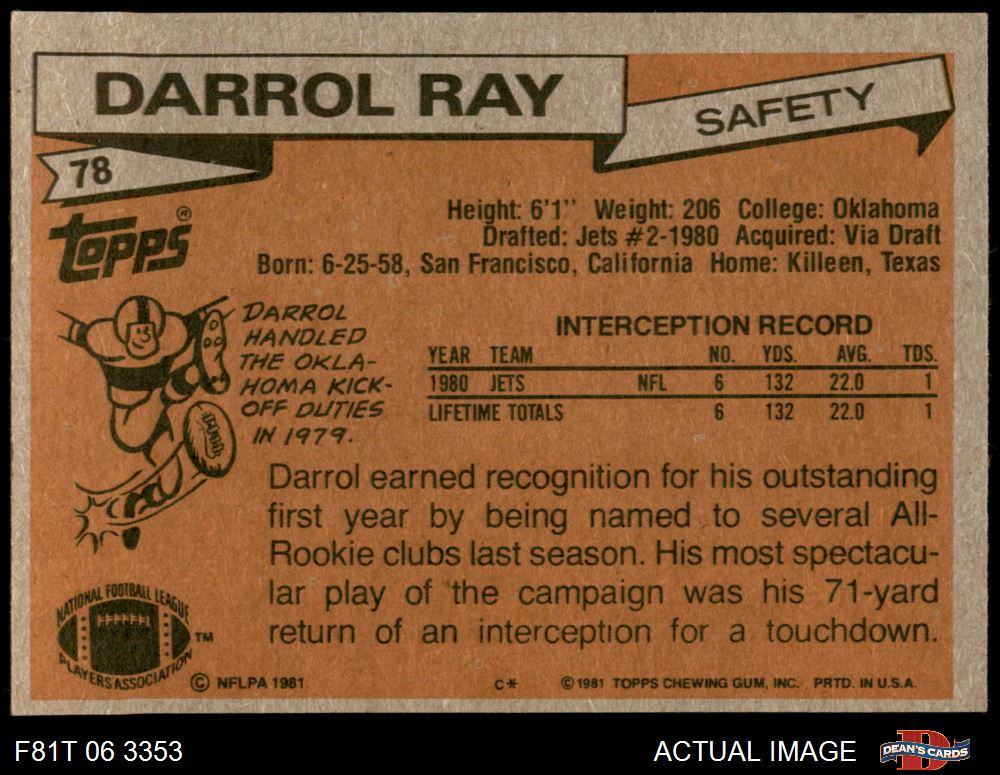 DARROL RAY
SAFETY
78
TOPPS®
Height: 6'1" Weight: 206 College: Oklahoma
Drafted: Jets #2-1980 Acquired: Via Draft
Born: 6-25-58, San Francisco, California Home: Killeen, Texas
DARROL
HANDLED
THE OKLA-
HOMA KICK-
OFF DUTIES
IN 1979.
INTERCEPTION RECORD
YEAR TEAM NO. YDS. AVG. TDS.
1980 JETS NFL 6 132 22.0 1
LIFETIME TOTALS 6 132 22.0 1
Darrol earned recognition for his outstanding
first year by being named to several All-
Rookie clubs last season. His most spectacu-
lar play of the campaign was his 71-yard
return of an interception for a touchdown.
NATIONAL FOOTBALL LEAGUE
PLAYERS ASSOCIATION
TM
© NFLPA 1981
C*
© 1981 TOPPS CHEWING GUM, INC. PRTD. IN U.S.A.
F81T 06 3353
ACTUAL IMAGE
D
DEAN'S CARDS